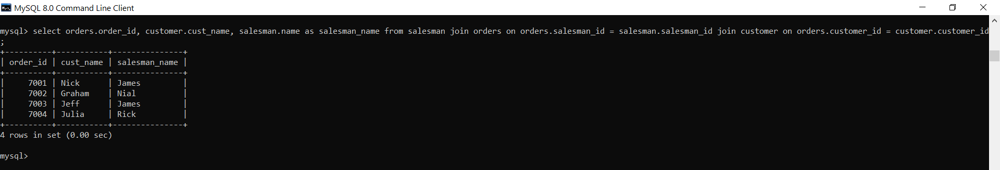 MySQL 8.0 Command Line Client
mysql> select orders.order_id, customer.cust_name, salesman.name as salesman_name from salesman join orders on orders.salesman_id = salesman.salesman_id join customer on orders.customer_id = customer.customer_id
;
+----------+-----------+---------------+
| order_id | cust_name | salesman_name |
+----------+-----------+---------------+
|     7001 | Nick      | James         |
|     7002 | Graham    | Nial          |
|     7003 | Jeff      | James         |
|     7004 | Julia     | Rick          |
+----------+-----------+---------------+
4 rows in set (0.00 sec)
mysql>